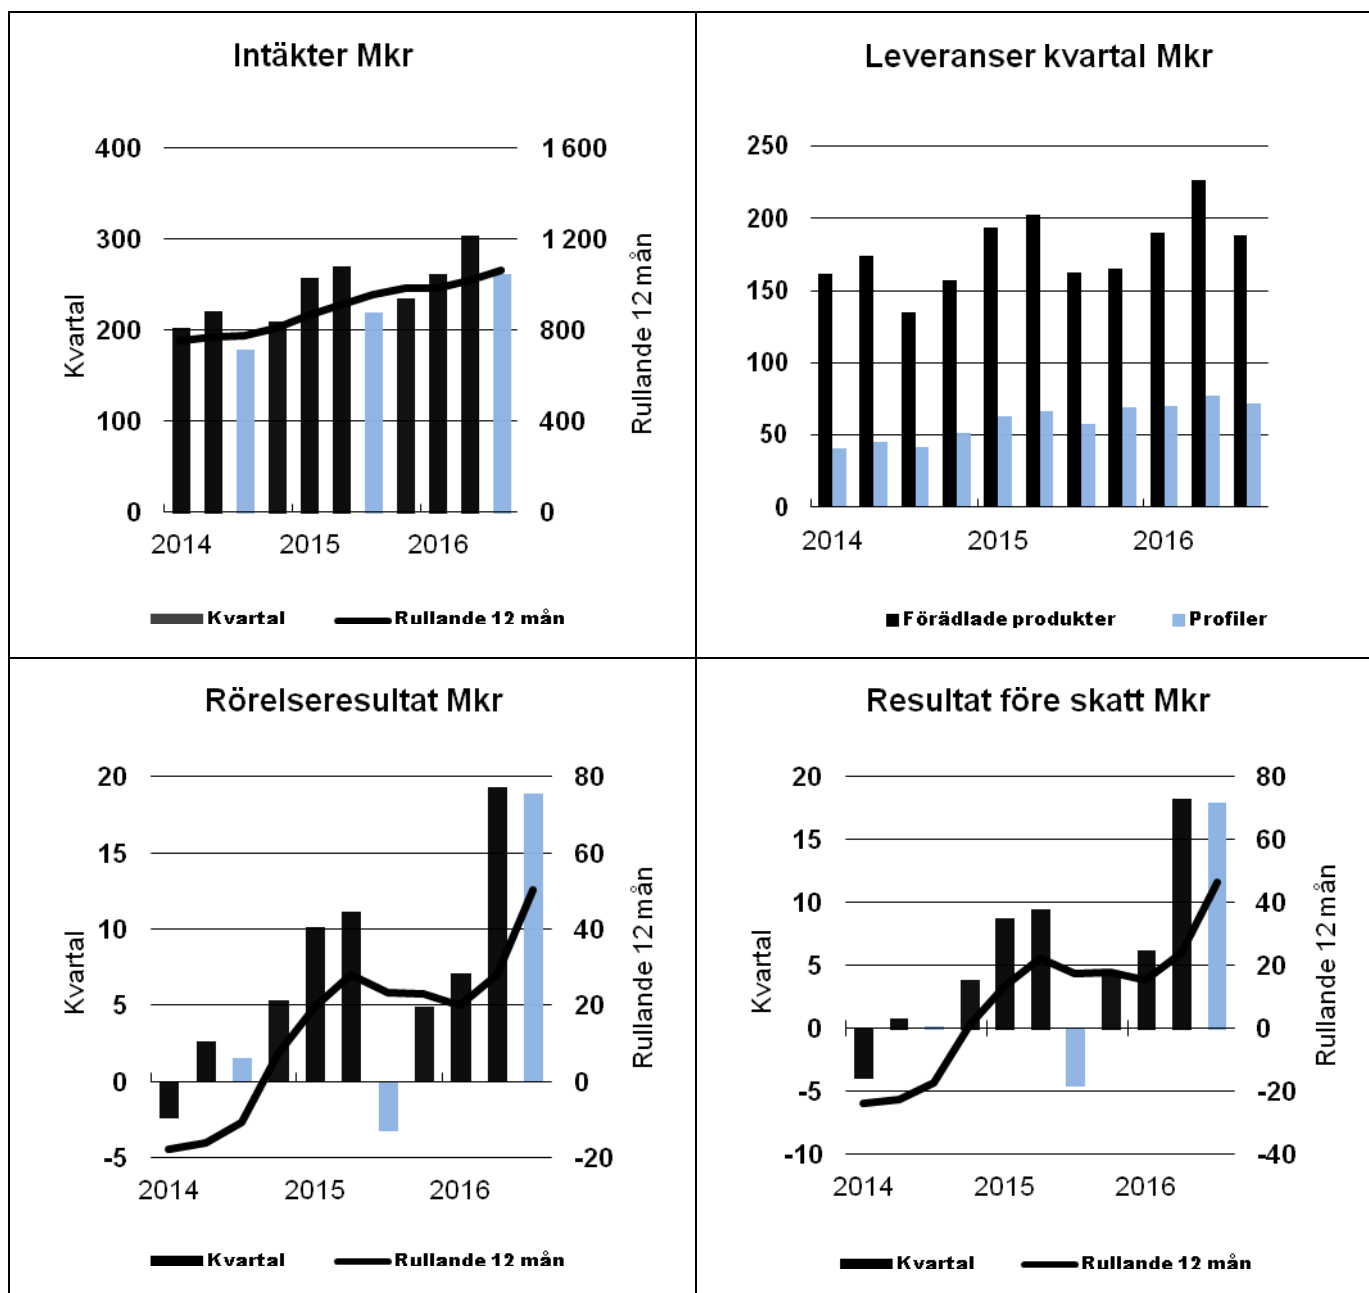 Intäkter Mkr
400
300
200
100
0
1 600
1 200
800
400
0
Kvartal
Rullande 12 mån
2014 2015 2016
Kvartal Rullande 12 mån
Leveranser kvartal Mkr
250
200
150
100
50
0
2014 2015 2016
Förädlade produkter Profiler
Rörelseresultat Mkr
20
15
10
5
0
-5
80
60
40
20
0
-20
Kvartal
Rullande 12 mån
2014 2015 2016
Kvartal Rullande 12 mån
Resultat före skatt Mkr
20
15
10
5
0
-5
-10
80
60
40
20
0
-20
-40
Kvartal
Rullande 12 mån
2014 2015 2016
Kvartal Rullande 12 mån